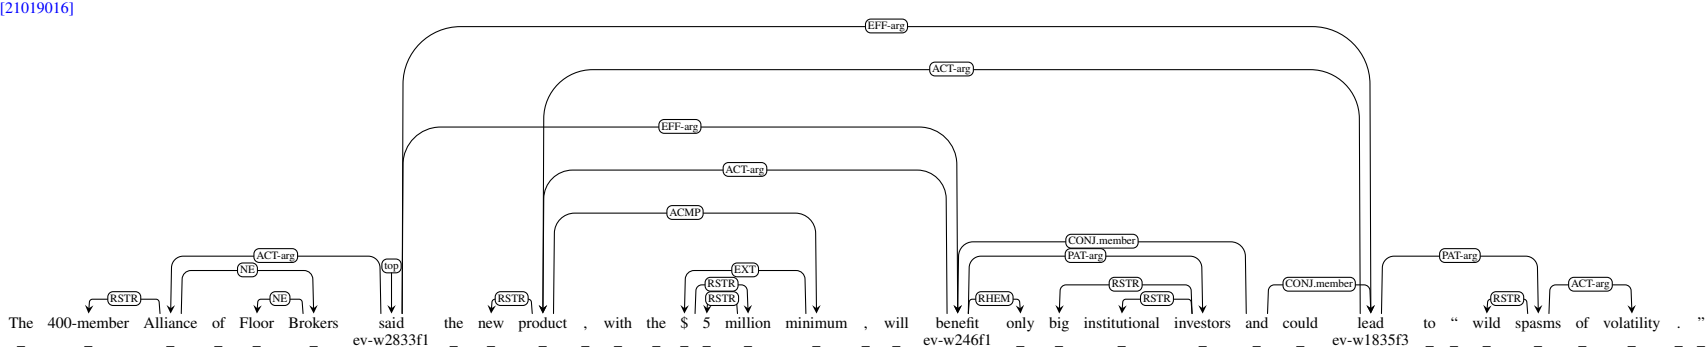 [21019016]
EFF-arg
ACT-arg
EFF-arg
ACT-arg
ACMP
CONJ.member
ACT-arg PAT-arg PAT-arg
top
NE EXT
RSTR RSTR CONJ.member ACT-arg
RSTR NE RSTR RSTR RHEM RSTR RSTR
The 400-member Alliance of Floor Brokers said the new product , with the $ 5 million minimum , will benefit only big institutional investors and could lead to “ wild spasms of volatility . ”
_ _ _ _ _ _ ev-w2833f1 _ _ _ _ _ _ _ _ _ _ _ _ ev-w246f1 _ _ _ _ _ _ ev-w1835f3 _ _ _ _ _ _ _ _